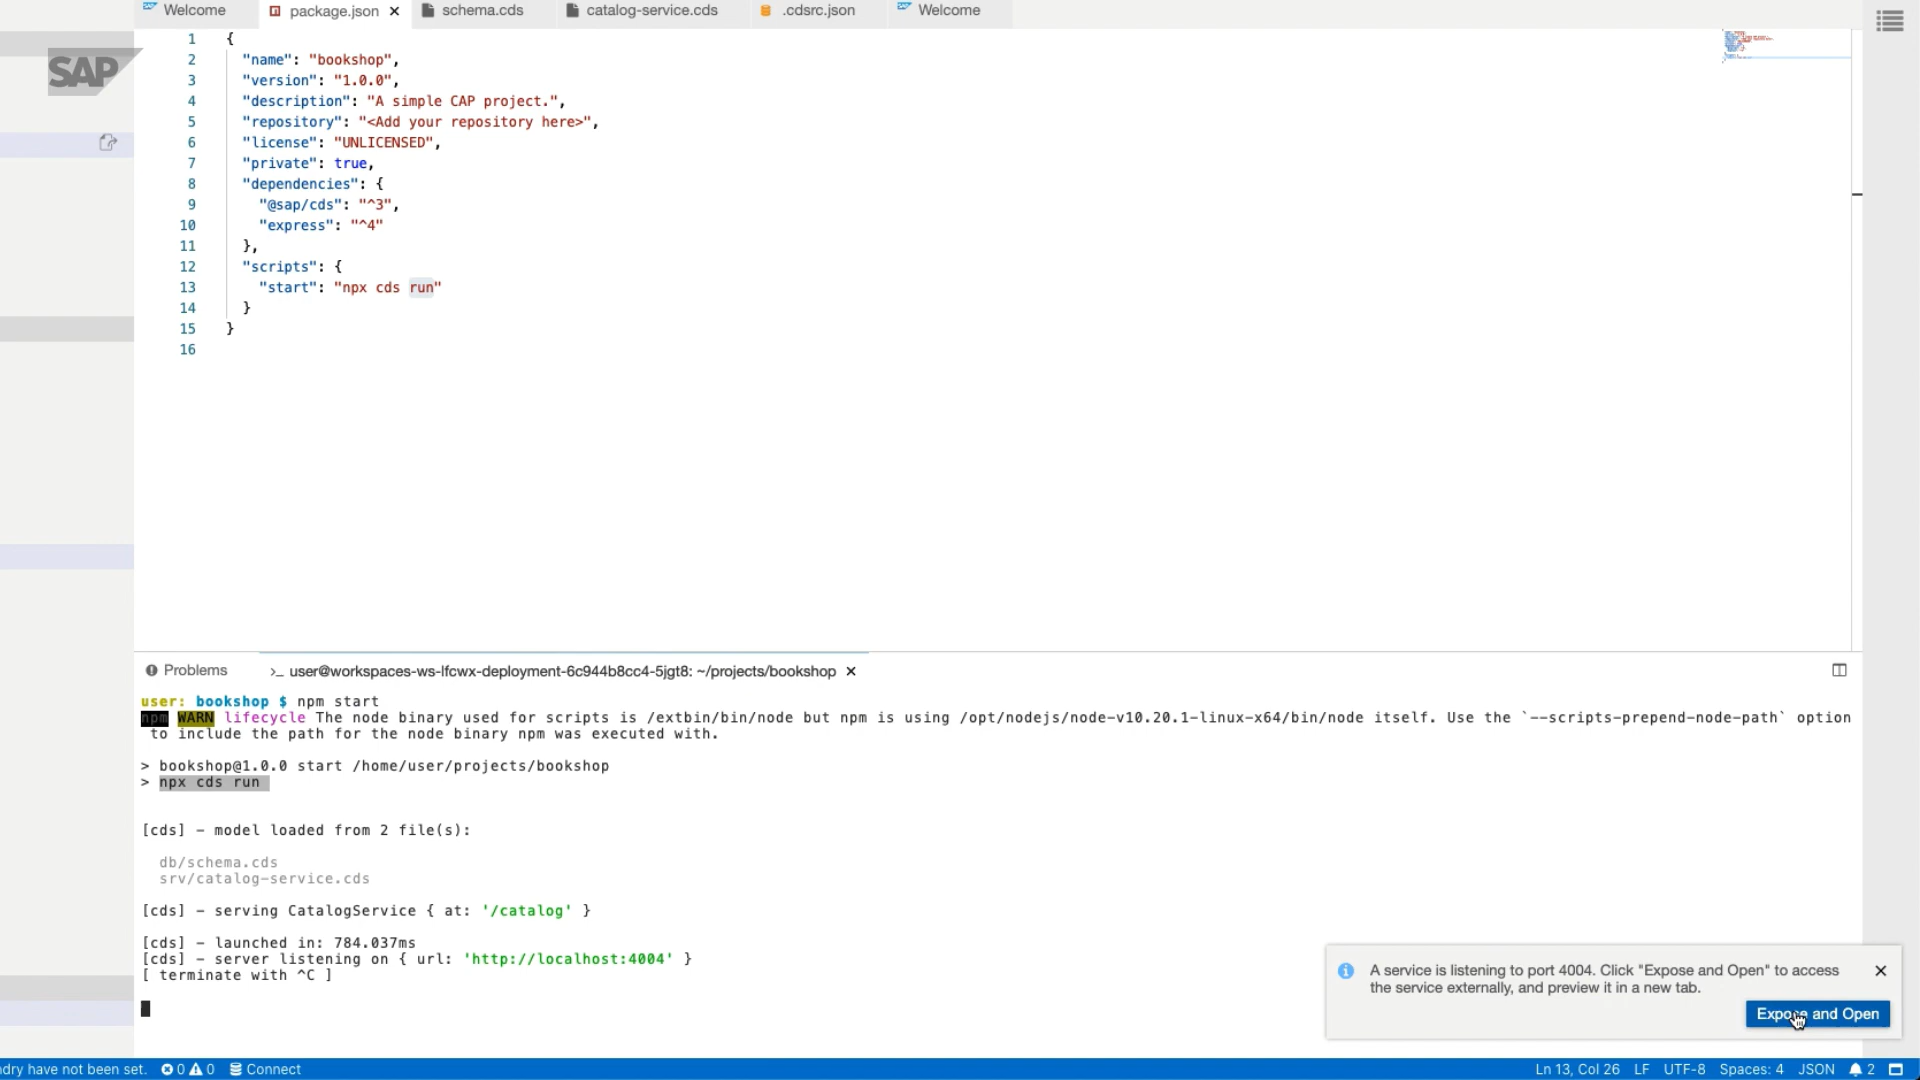 Welcome package.json schema.cds catalog-service.cds .cdsrc.json Welcome
SAP
1 {
2 "name": "bookshop",
3 "version": "1.0.0",
4 "description": "A simple CAP project.",
5 "repository": "<Add your repository here>",
6 "license": "UNLICENSED",
7 "private": true,
8 "dependencies": {
9 "@sap/cds": "^3",
10 "express": "^4"
11 },
12 "scripts": {
13 "start": "npx cds run"
14 }
15 }
16
Problems >_ user@workspaces-ws-lfcwx-deployment-6c944b8cc4-5jgt8: ~/projects/bookshop
user: bookshop $ npm start
npm WARN lifecycle The node binary used for scripts is /extbin/bin/node but npm is using /opt/nodejs/node-v10.20.1-linux-x64/bin/node itself. Use the `--scripts-prepend-node-path` option
to include the path for the node binary npm was executed with.
> bookshop@1.0.0 start /home/user/projects/bookshop
> npx cds run
[cds] - model loaded from 2 file(s):
db/schema.cds
srv/catalog-service.cds
[cds] - serving CatalogService { at: '/catalog' }
[cds] - launched in: 784.037ms
[cds] - server listening on { url: 'http://localhost:4004' }
[ terminate with ^C ]
A service is listening to port 4004. Click "Expose and Open" to access
the service externally, and preview it in a new tab.
Expose and Open
ndry have not been set. 0 0 Connect Ln 13, Col 26 LF UTF-8 Spaces: 4 JSON 2